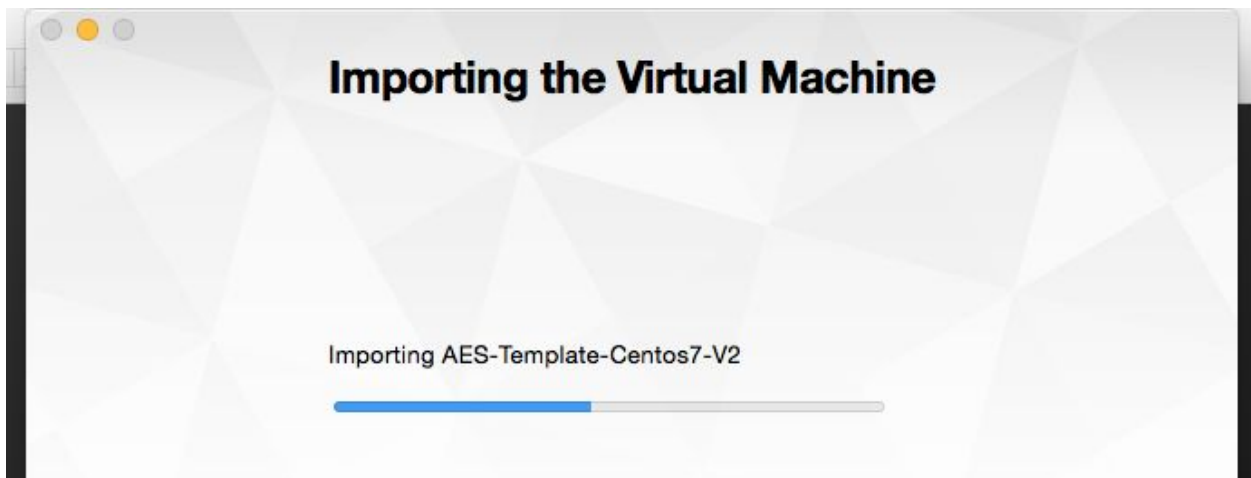 Importing the Virtual Machine
Importing AES-Template-Centos7-V2